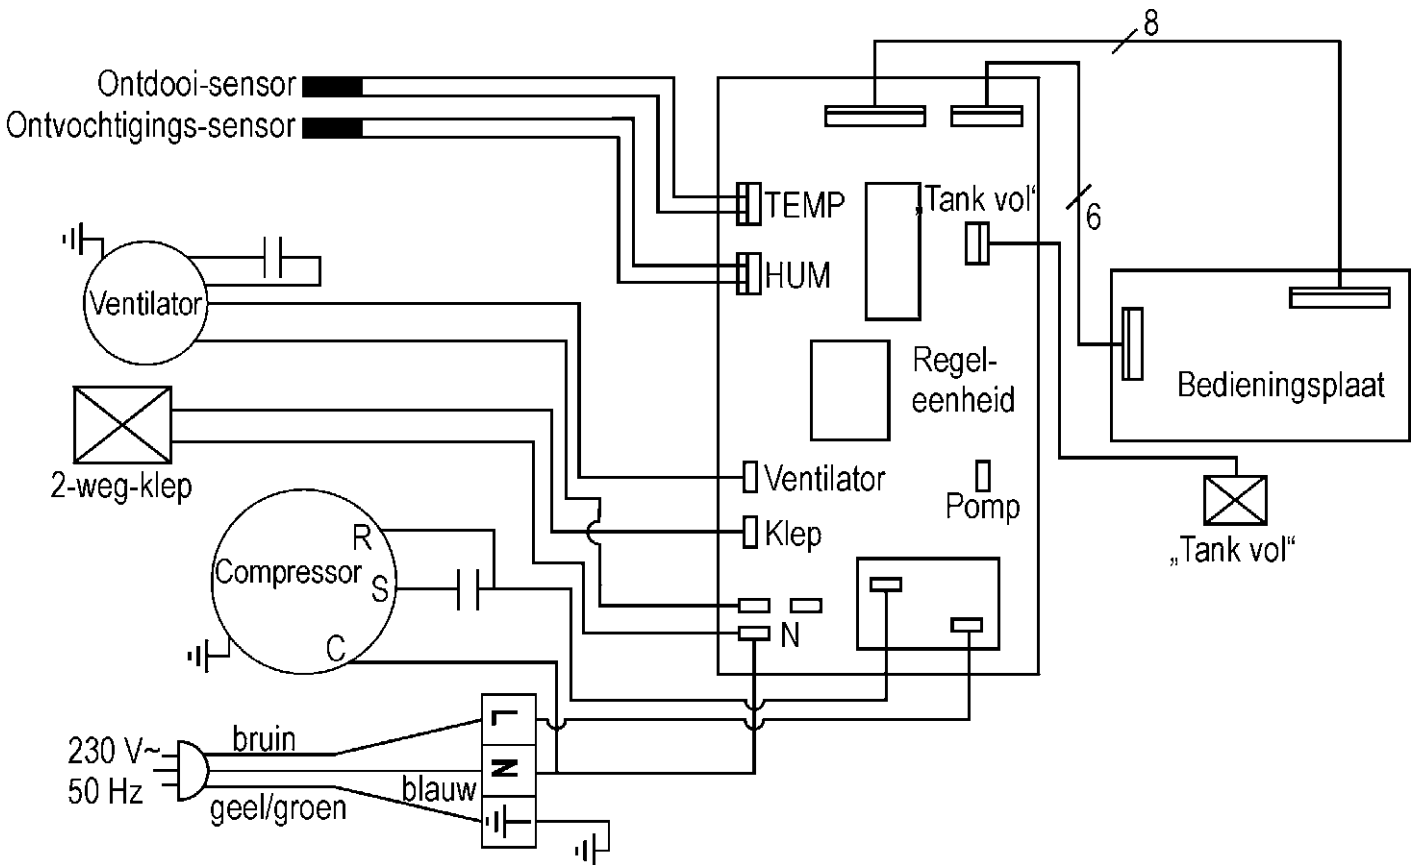 8
Ontdooi-sensor
Ontvochtigings-sensor
TEMP
„Tank vol“
6
HUM
Ventilator
Regel-
eenheid
Bedieningsplaat
2-weg-klep
Ventilator
Pomp
Klep
„Tank vol“
R
Compressor
S
C
N
L
bruin
230 V~
50 Hz
N
blauw
geel/groen